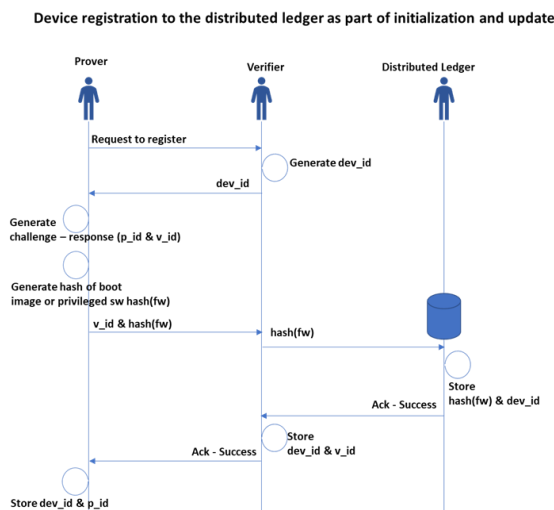 Device registration to the distributed ledger as part of initialization and update
Prover
Verifier
Distributed Ledger
Request to register
Generate dev_id
dev_id
Generate
challenge – response (p_id & v_id)
Generate hash of boot
image or privileged sw hash(fw)
v_id & hash(fw)
hash(fw)
Store
hash(fw) & dev_id
Ack - Success
Store
dev_id & v_id
Ack - Success
Store dev_id & p_id